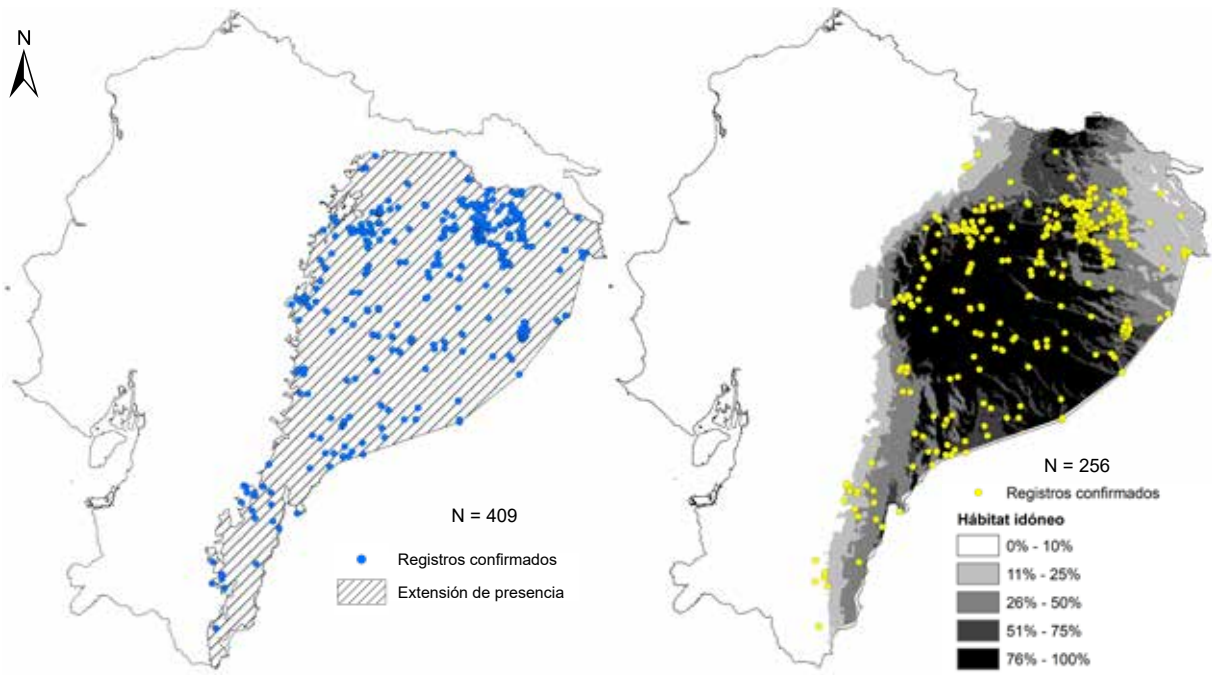 N
N = 409
Registros confirmados
Extensión de presencia
N = 256
Registros confirmados
Hábitat idóneo
0% - 10%
11% - 25%
26% - 50%
51% - 75%
76% - 100%